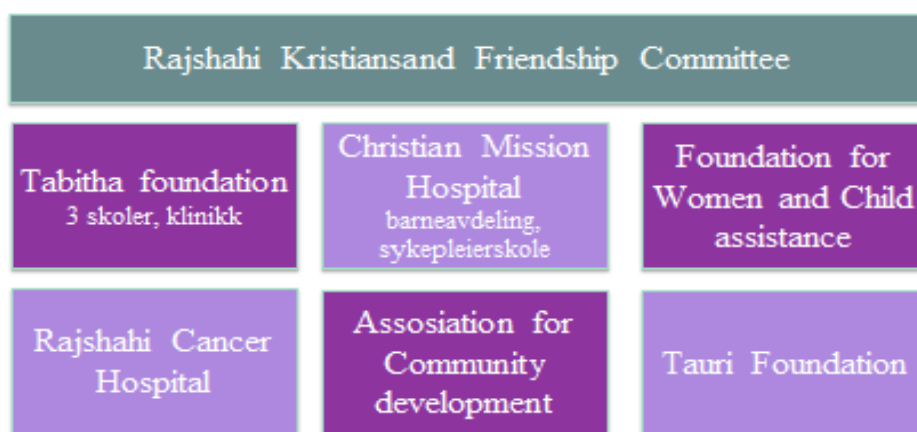 Rajshahi Kristiansand Friendship Committee
Tabitha foundation
3 skoler, klinikk
Christian Mission
Hospital
barneavdeling,
sykepleierskole
Foundation for
Women and Child
assistance
Rajshahi Cancer
Hospital
Assosiation for
Community
development
Tauri Foundation